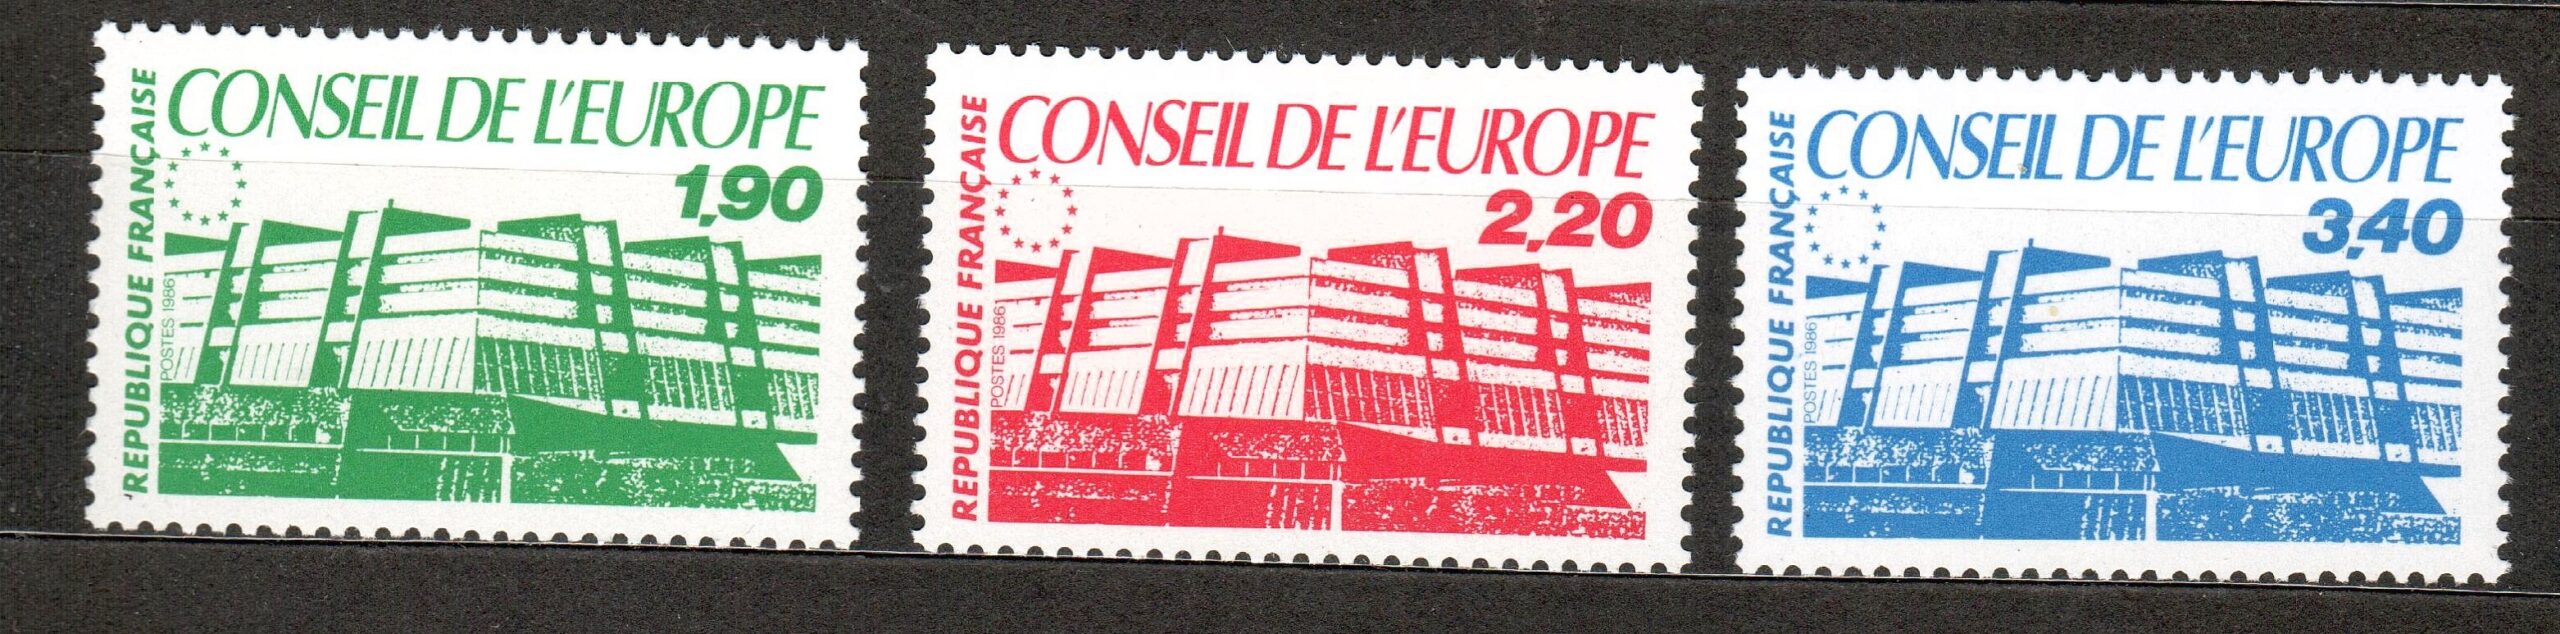 CONSEIL DE L'EUROPE
1,90
REPUBLIQUE FRANÇAISE
POSTES 1986
CONSEIL DE L'EUROPE
2,20
REPUBLIQUE FRANÇAISE
POSTES 1986
CONSEIL DE L'EUROPE
3,40
REPUBLIQUE FRANÇAISE
POSTES 1986